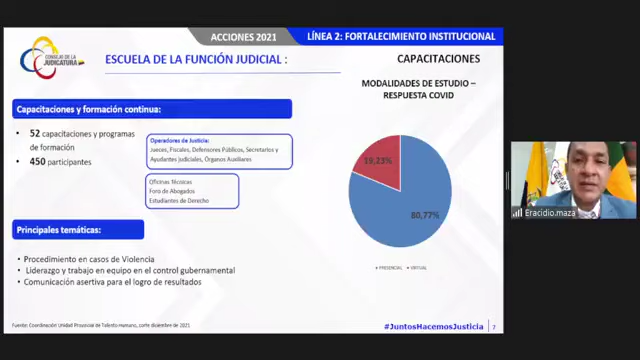 ACCIONES 2021
LÍNEA 2: FORTALECIMIENTO INSTITUCIONAL
CONSEJO DE LA
JUDICATURA
ESCUELA DE LA FUNCIÓN JUDICIAL :
CAPACITACIONES
MODALIDADES DE ESTUDIO –
RESPUESTA COVID
Capacitaciones y formación continua:
• 52 capacitaciones y programas
de formación
• 450 participantes
Operadores de Justicia:
Jueces, Fiscales, Defensores Públicos, Secretarios y
Ayudantes Judiciales, Órganos Auxiliares
Oficinas Técnicas
Foro de Abogados
Estudiantes de Derecho
19,23%
80,77%
PRESENCIAL VIRTUAL
Principales temáticas:
• Procedimiento en casos de Violencia
• Liderazgo y trabajo en equipo en el control gubernamental
• Comunicación asertiva para el logro de resultados
Fuente: Coordinación Unidad Provincial de Talento Humano, corte diciembre de 2021
#JuntosHacemosJusticia 7
Eracidio.maza